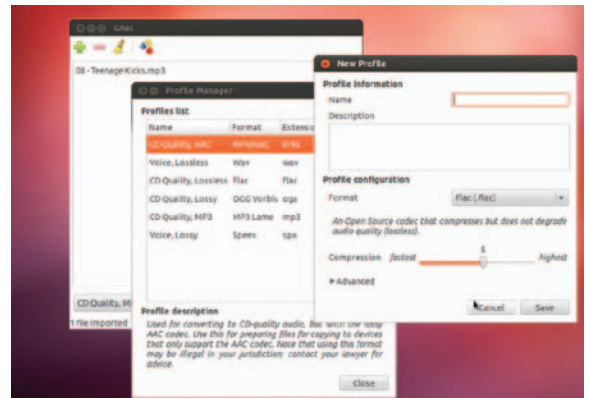 Gnac
08 - Teenage Kicks.mp3
CD Quality, M
1 file imported
Profile Manager
Profiles list
Name Format Extensio
CD Quality, AAC
Voice, Lossless Wav wav
CD Quality, Lossless Flac flac
CD Quality, Lossy OGG Vorbis oga
CD Quality, MP3 MP3 Lame mp3
Voice, Lossy Speex spx
Profile description
Used for converting to CD-quality audio, but with the lossy
AAC codec. Use this for preparing files for copying to devices
that only support the AAC codec. Note that using this format
may be illegal in your jurisdiction; contact your lawyer for
advice.
Close
New Profile
Profile information
Name
Description
Profile configuration
Format Flac (.flac)
An Open Source codec that compresses but does not degrade
audio quality (lossless).
5
Compression fastest highest
Advanced
Cancel Save